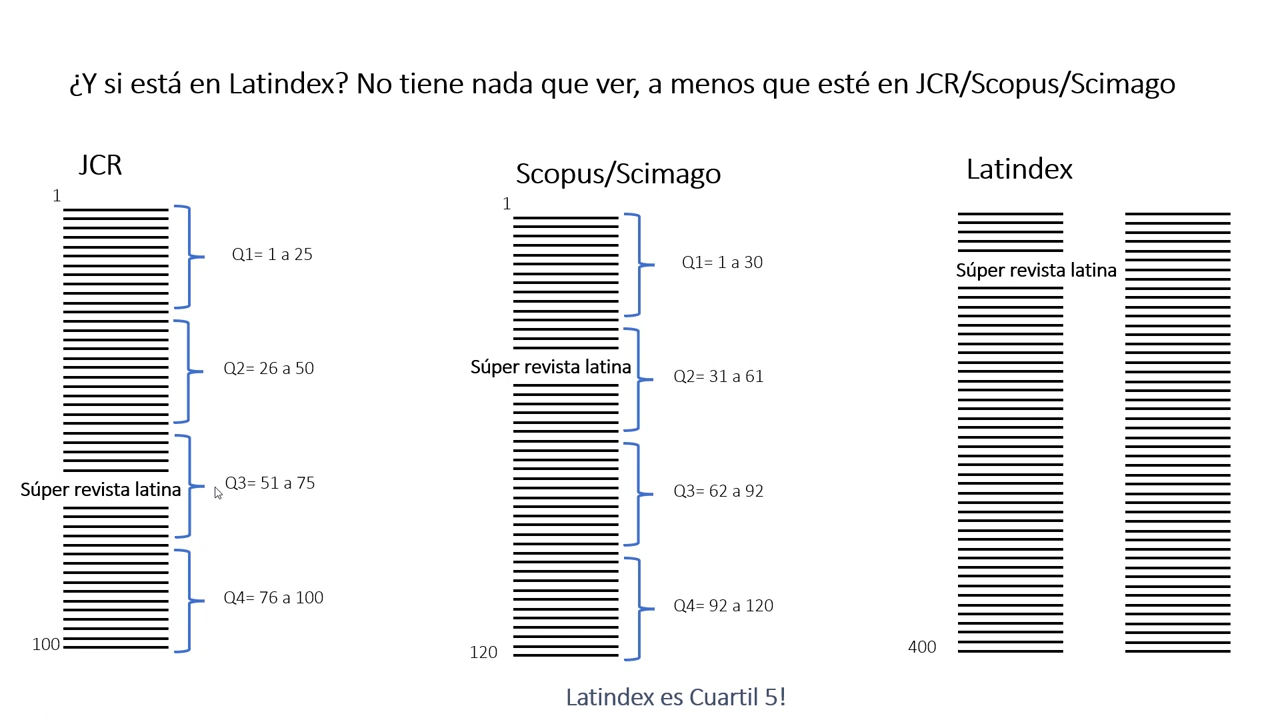 ¿Y si está en Latindex? No tiene nada que ver, a menos que esté en JCR/Scopus/Scimago
JCR
1
Q1= 1 a 25
Q2= 26 a 50
Q3= 51 a 75
Súper revista latina
Q4= 76 a 100
100
Scopus/Scimago
1
Q1= 1 a 30
Súper revista latina
Q2= 31 a 61
Q3= 62 a 92
Q4= 92 a 120
120
Latindex
Súper revista latina
400
Latindex es Cuartil 5!